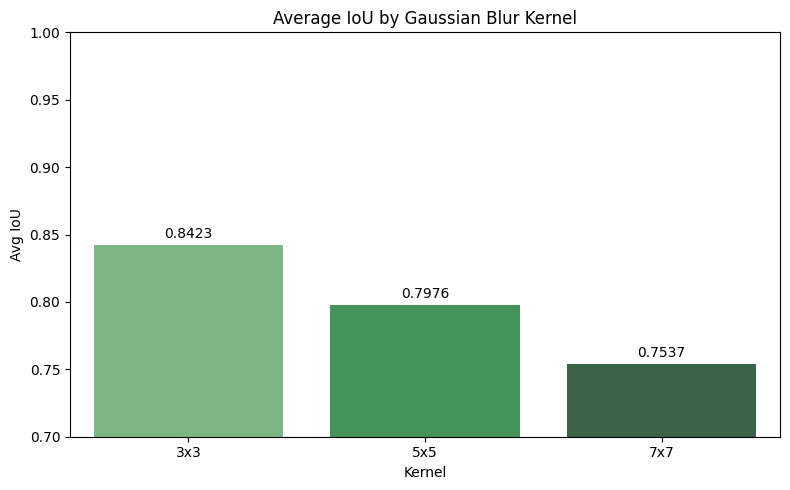 Average IoU by Gaussian Blur Kernel
1.00
0.95
0.90
0.85
0.80
0.75
0.70
Avg IoU
0.8423
0.7976
0.7537
3x3
5x5
7x7
Kernel